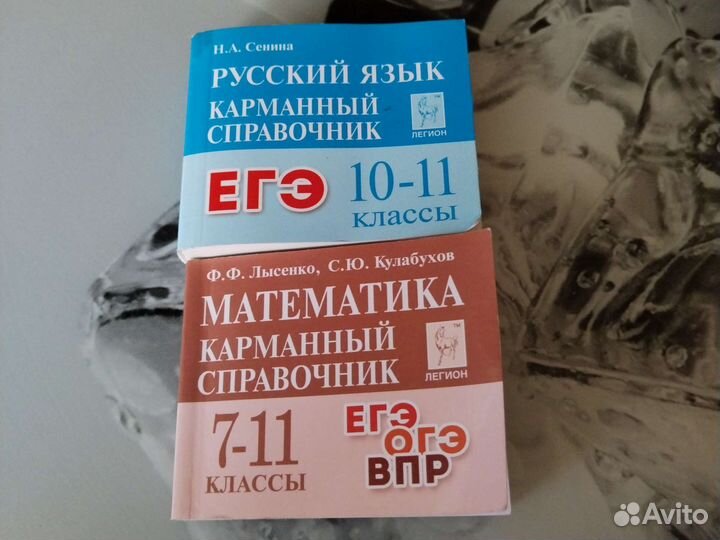 Н.А. Сенина
РУССКИЙ ЯЗЫК
КАРМАННЫЙ
СПРАВОЧНИК
ЛЕГИОН
ЕГЭ
10-11
КЛАССЫ
Ф.Ф. Лысенко, С.Ю. Кулабухов
МАТЕМАТИКА
КАРМАННЫЙ
СПРАВОЧНИК
TM
ЛЕГИОН
7-11
КЛАССЫ
ЕГЭ
ОГЭ
ВПР
Avito